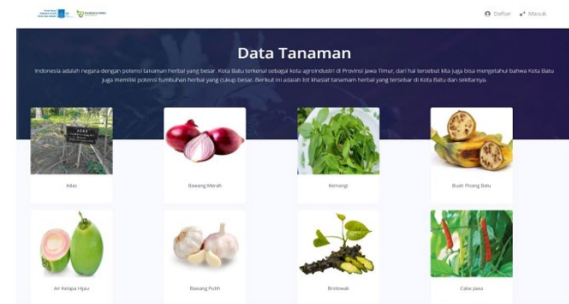 Daftar Masuk
Data Tanaman
Indonesia adalah negara dengan potensi tanaman herbal yang besar. Kota Batu terkenal sebagai kota agroindustri di Provinsi Jawa Timur, dari hal tersebut kita juga bisa mengetahui bahwa Kota Batu
juga memiliki potensi tumbuhan herbal yang cukup besar. Berikut ini adalah list khasiat tanaman herbal yang tersebar di Kota Batu dan sekitarnya.
Adas
Bawang Merah
Kemangi
Buah Pisang Batu
Air Kelapa Hijau
Bawang Putih
Brotowali
Cabe Jawa